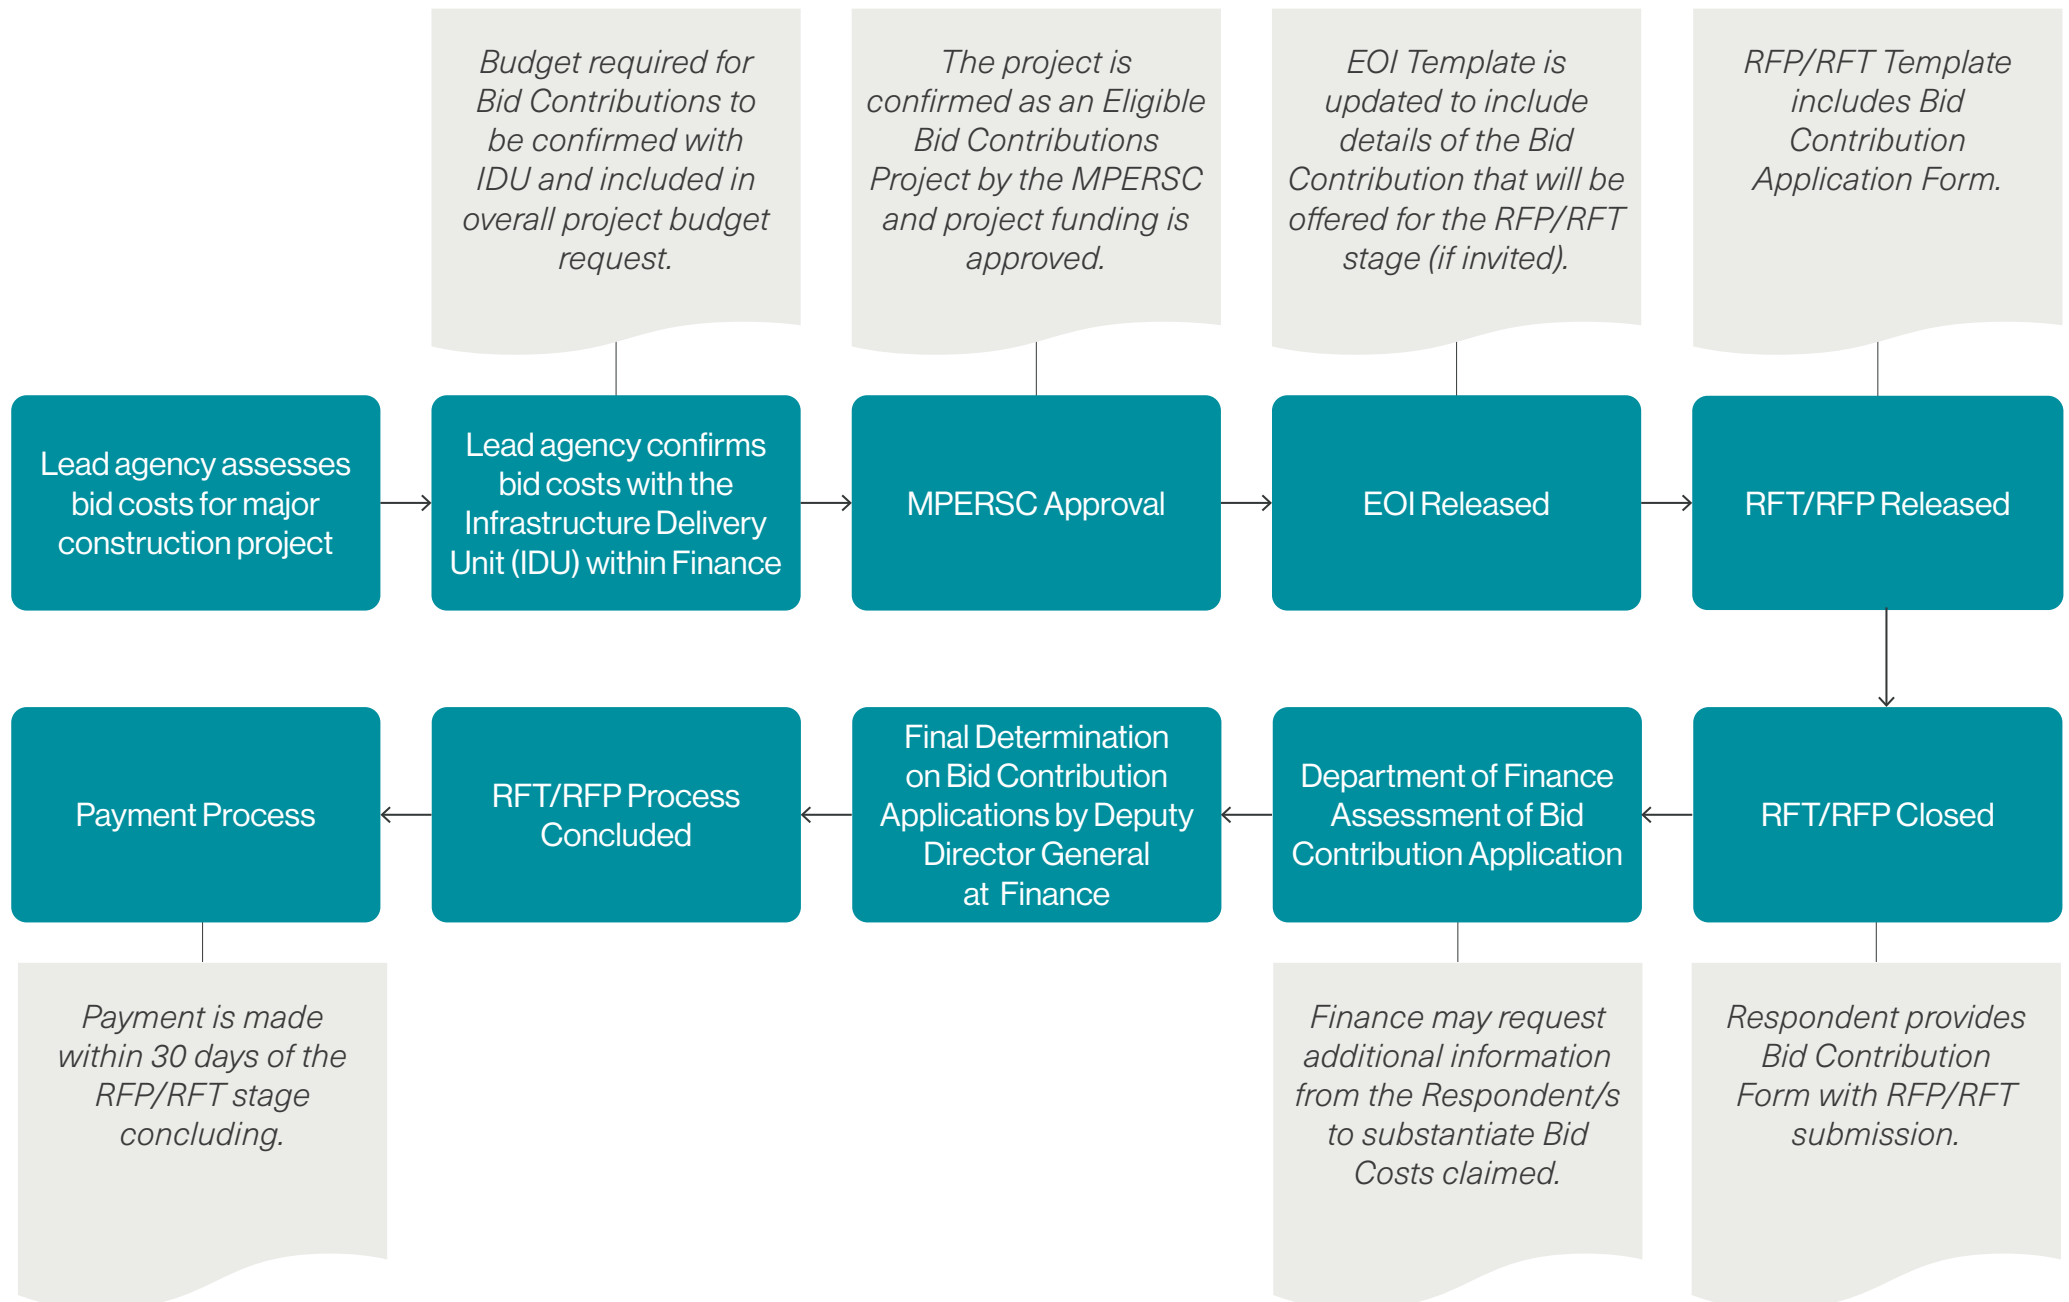 Budget required for
Bid Contributions to
be confirmed with
IDU and included in
overall project budget
request.
The project is
confirmed as an Eligible
Bid Contributions
Project by the MPERSC
and project funding is
approved.
EOI Template is
updated to include
details of the Bid
Contribution that will be
offered for the RFP/RFT
stage (if invited).
RFP/RFT Template
includes Bid
Contribution
Application Form.
Lead agency assesses
bid costs for major
construction project
Lead agency confirms
bid costs with the
Infrastructure Delivery
Unit (IDU) within Finance
MPERSC Approval
EOI Released
RFT/RFP Released
Payment Process
RFT/RFP Process
Concluded
Final Determination
on Bid Contribution
Applications by Deputy
Director General
at Finance
Department of Finance
Assessment of Bid
Contribution Application
RFT/RFP Closed
Payment is made
within 30 days of the
RFP/RFT stage
concluding.
Finance may request
additional information
from the Respondent/s
to substantiate Bid
Costs claimed.
Respondent provides
Bid Contribution
Form with RFP/RFT
submission.